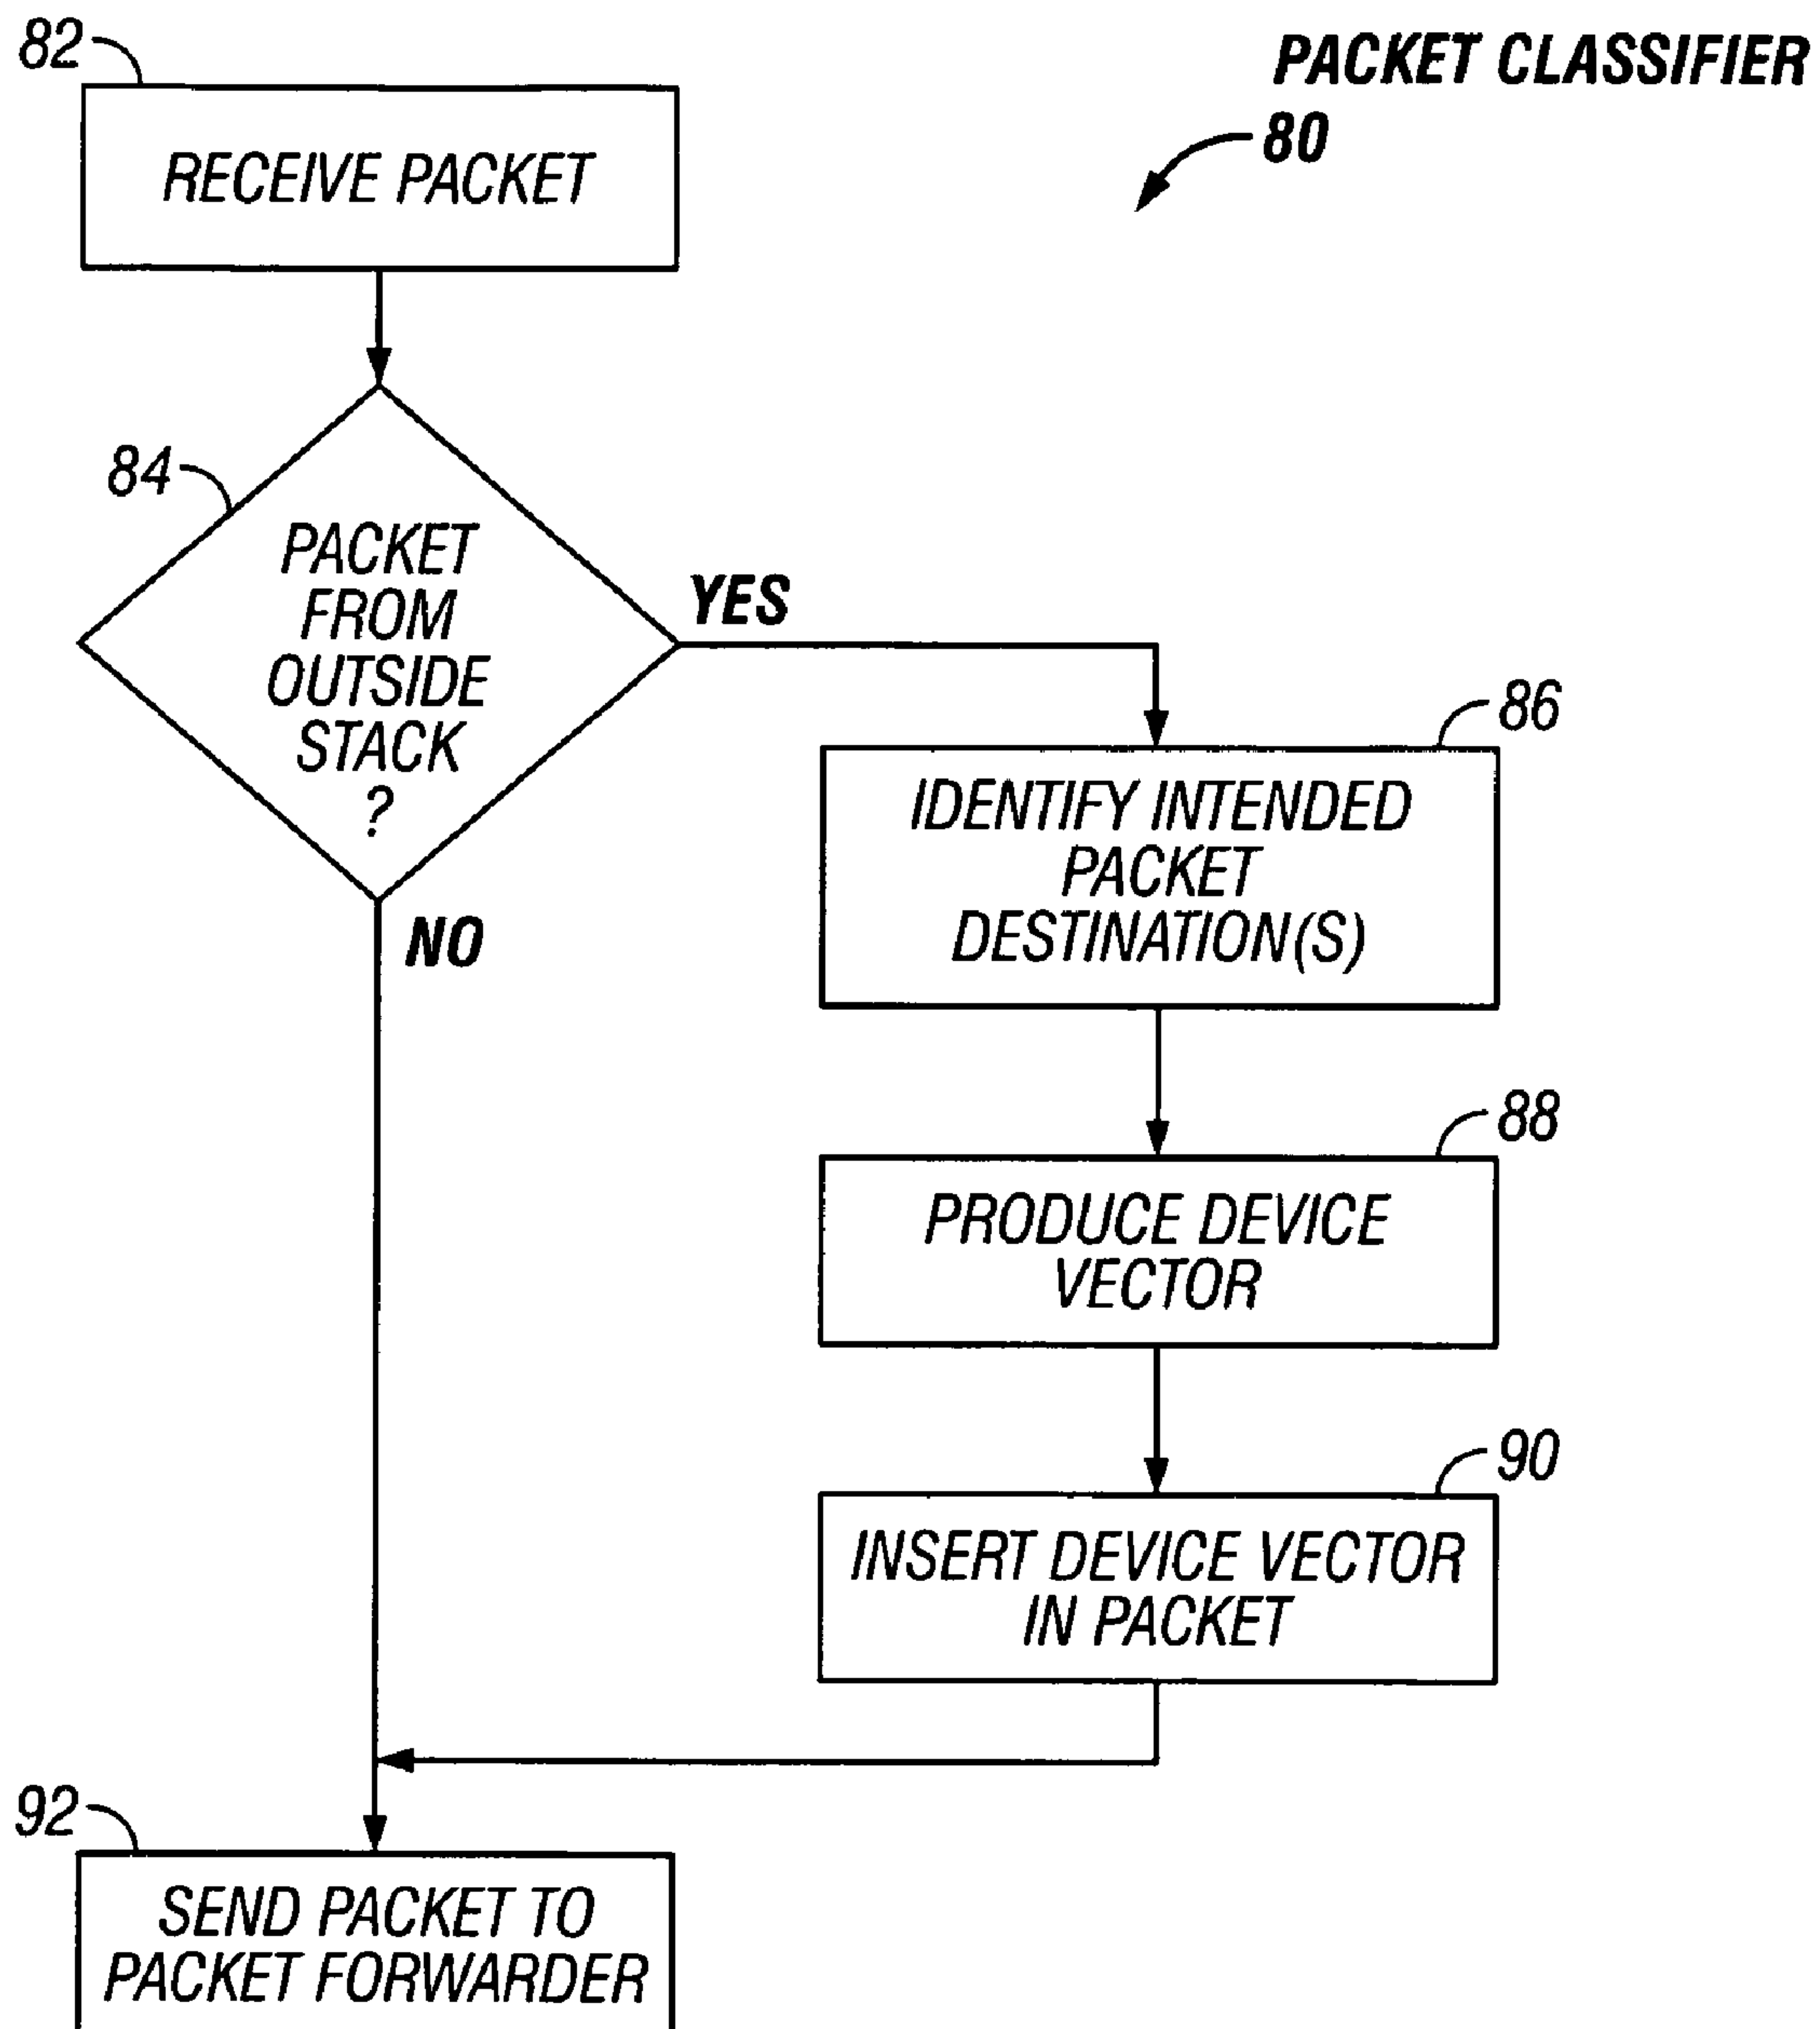 82
PACKET CLASSIFIER
80
RECEIVE PACKET
84
PACKET
FROM
OUTSIDE
STACK
?
YES
NO
86
IDENTIFY INTENDED
PACKET
DESTINATION(S)
88
PRODUCE DEVICE
VECTOR
90
INSERT DEVICE VECTOR
IN PACKET
92
SEND PACKET TO
PACKET FORWARDER